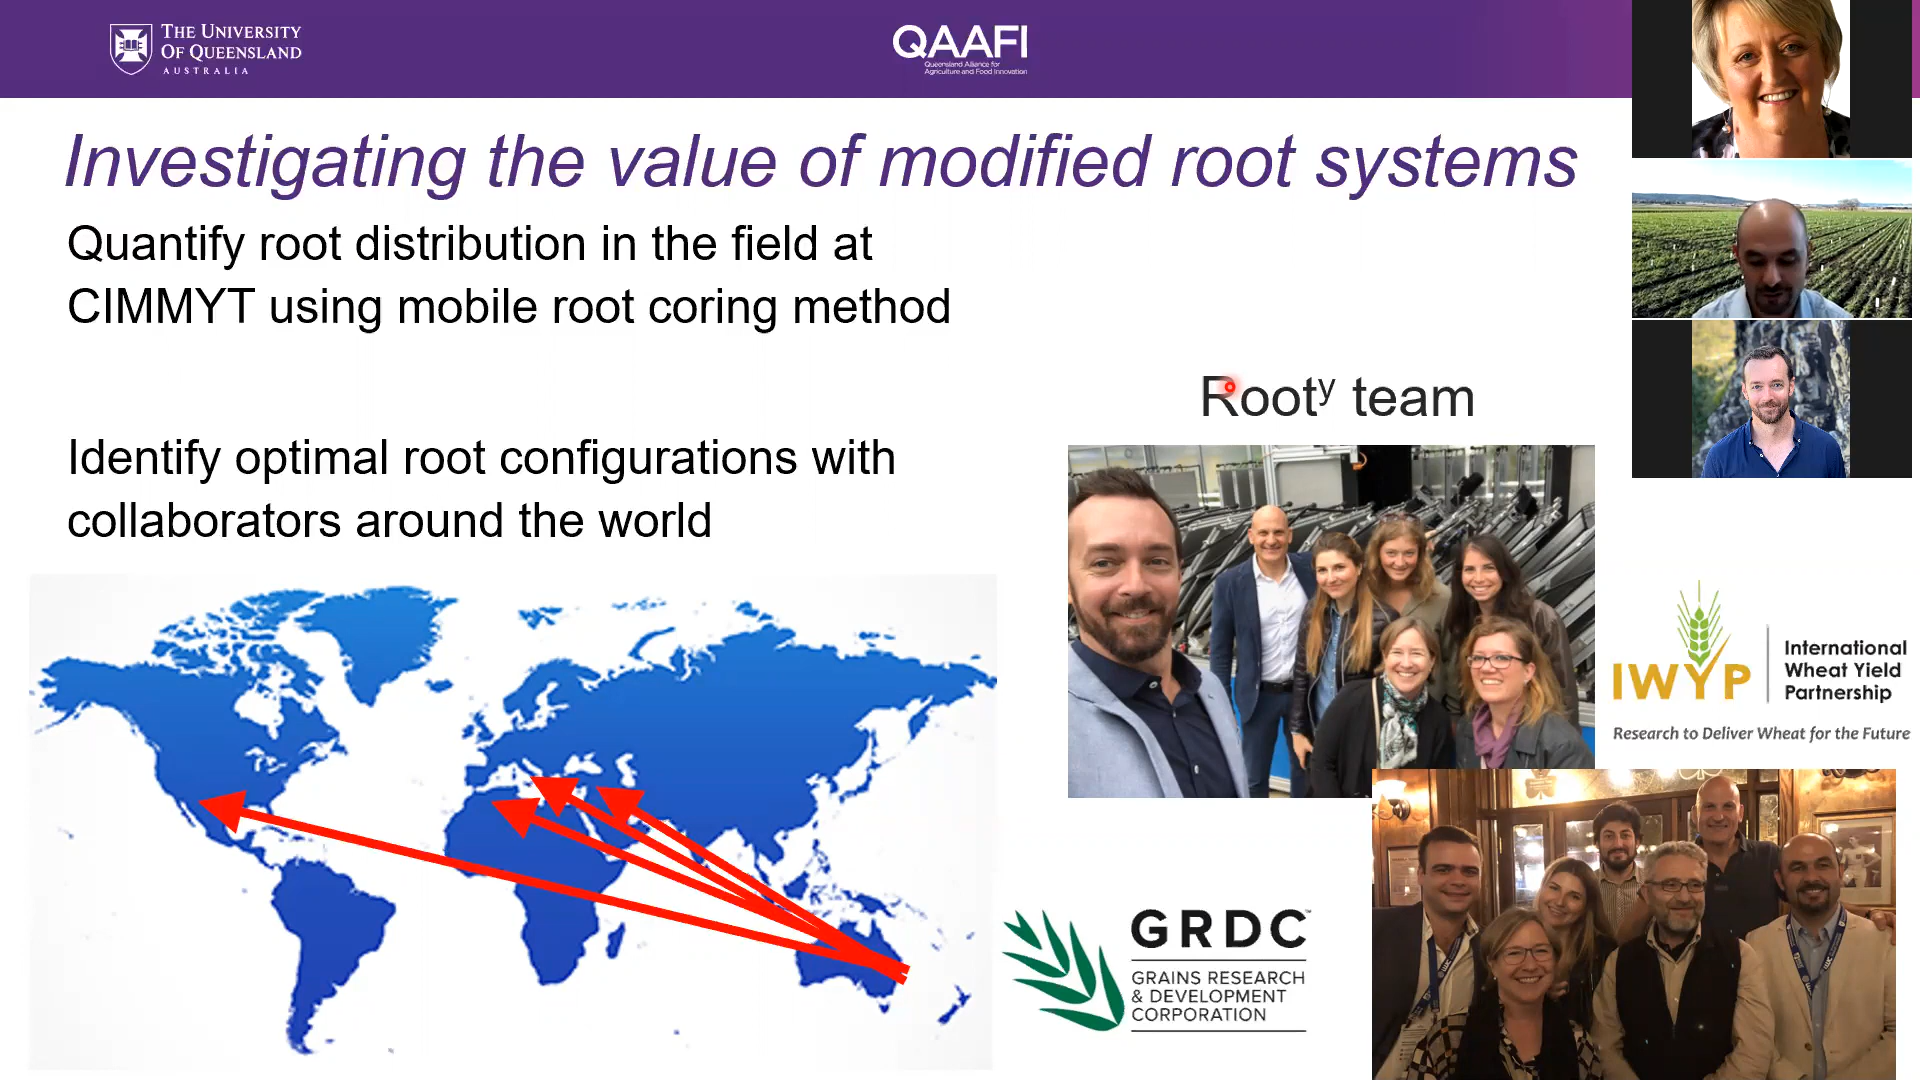 THE UNIVERSITY
OF QUEENSLAND
AUSTRALIA
QAAFI
Queensland Alliance for
Agriculture and Food Innovation
Investigating the value of modified root systems
Quantify root distribution in the field at
CIMMYT using mobile root coring method
Identify optimal root configurations with
collaborators around the world
Rooty team
IWYP
International
Wheat Yield
Partnership
Research to Deliver Wheat for the Future
GRDC™
GRAINS RESEARCH
& DEVELOPMENT
CORPORATION